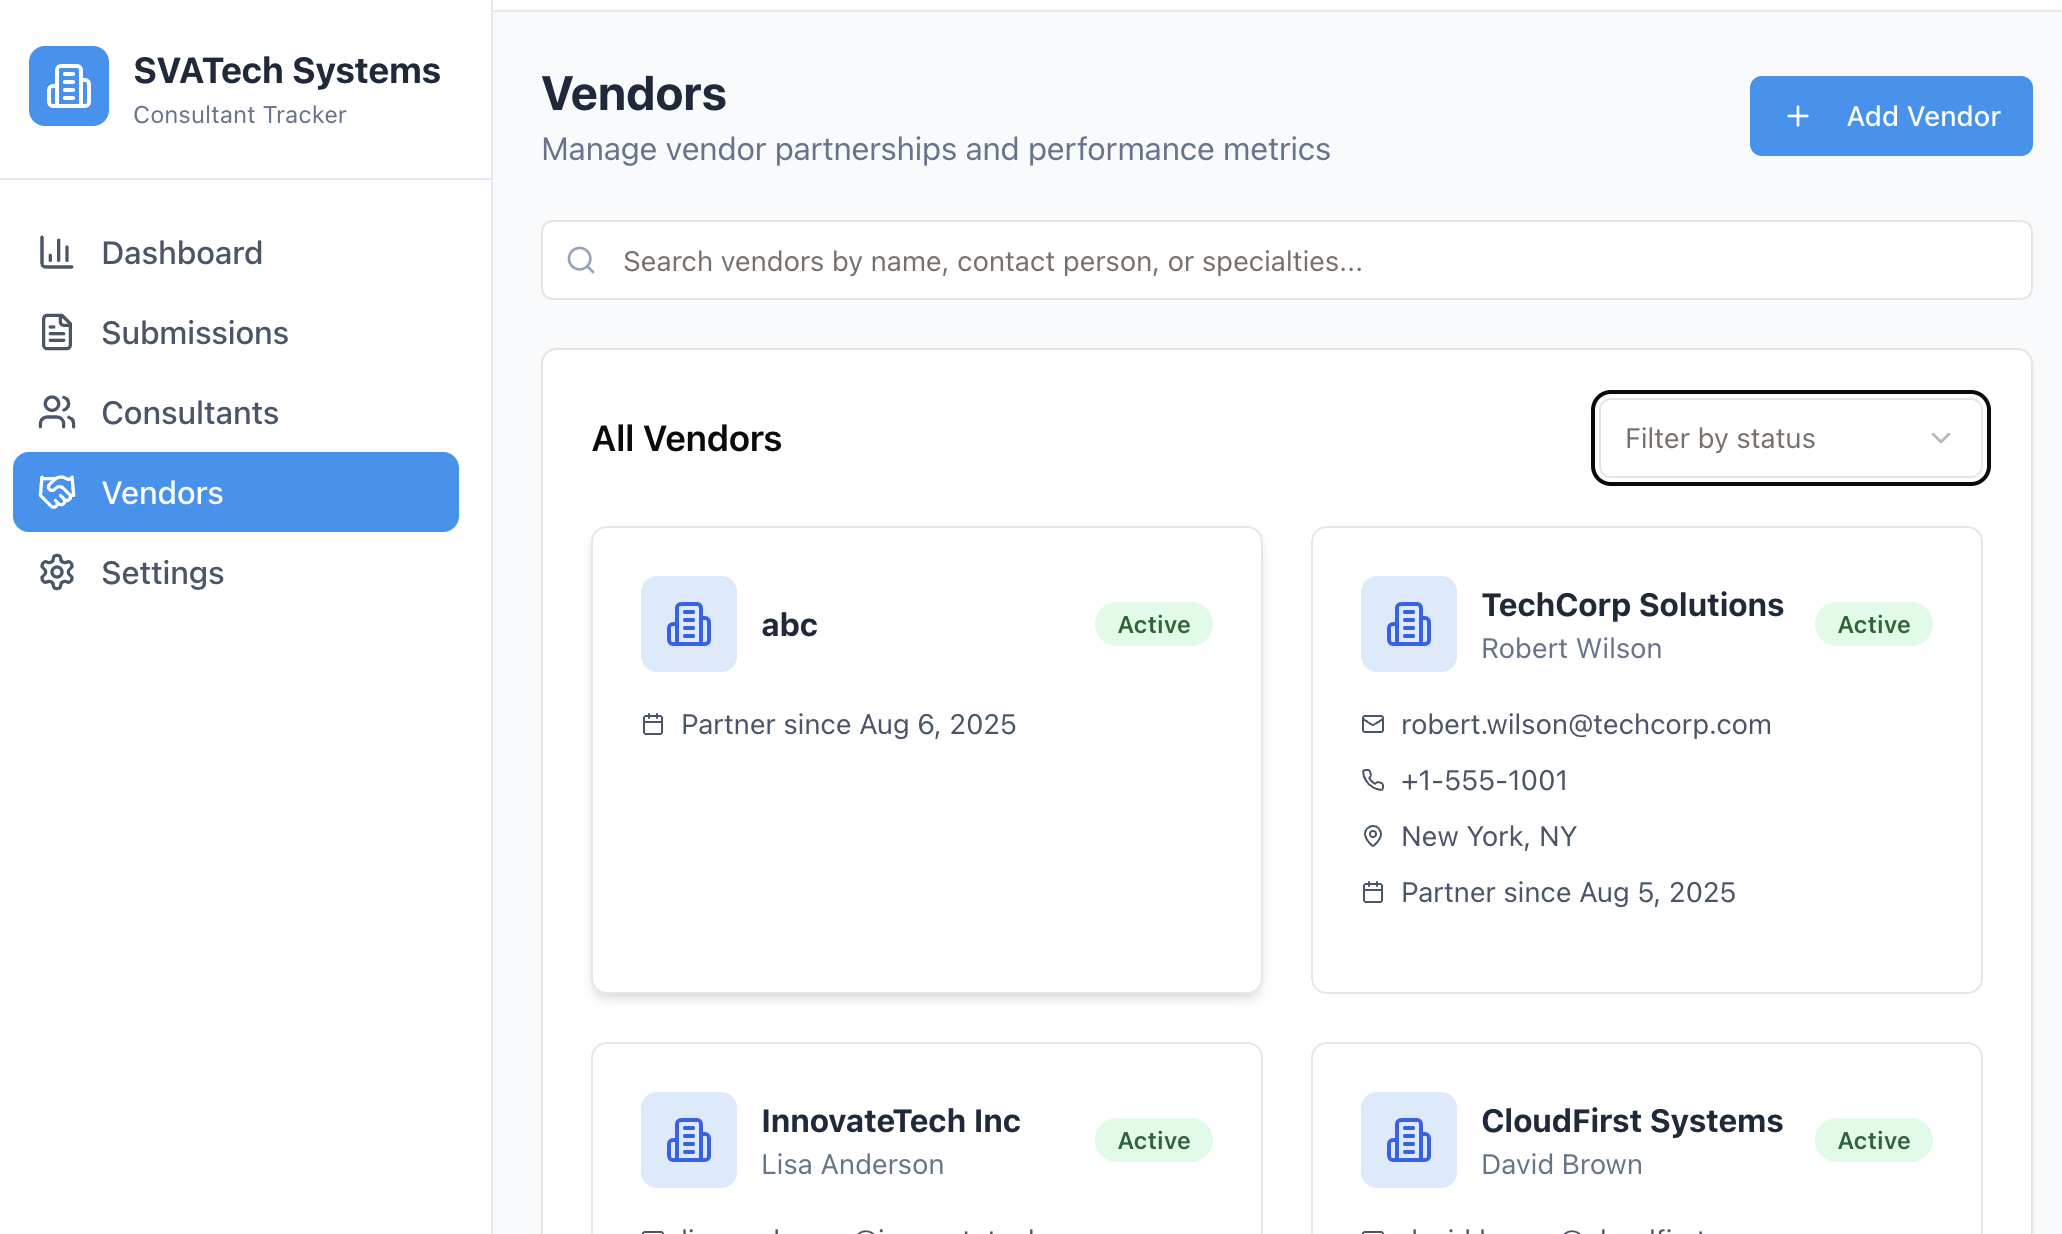 SVATech Systems
Consultant Tracker
Dashboard
Submissions
Consultants
Vendors
Settings
Vendors
Manage vendor partnerships and performance metrics
Add Vendor
Search vendors by name, contact person, or specialties...
All Vendors
Filter by status
abc
Active
Partner since Aug 6, 2025
TechCorp Solutions
Robert Wilson
Active
robert.wilson@techcorp.com
+1-555-1001
New York, NY
Partner since Aug 5, 2025
InnovateTech Inc
Lisa Anderson
Active
CloudFirst Systems
David Brown
Active